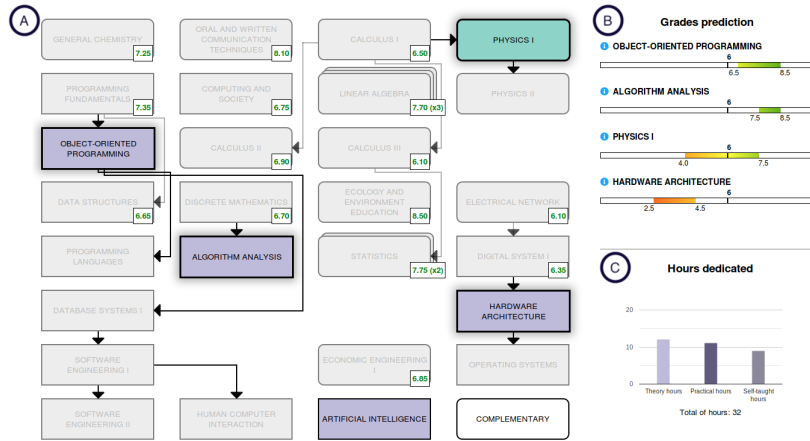 A
GENERAL CHEMISTRY
7.25
ORAL AND WRITTEN
COMMUNICATION
TECHNIQUES
8.10
CALCULUS I
6.50
PHYSICS I
PROGRAMMING
FUNDAMENTALS
7.35
COMPUTING AND
SOCIETY
6.75
LINEAR ALGEBRA
7.70 (x3)
PHYSICS II
OBJECT-ORIENTED
PROGRAMMING
CALCULUS II
6.90
CALCULUS III
6.10
DATA STRUCTURES
6.65
DISCRETE MATHEMATICS
6.70
ECOLOGY AND
ENVIRONMENT
EDUCATION
8.50
ELECTRICAL NETWORK
6.10
PROGRAMMING
LANGUAGES
ALGORITHM ANALYSIS
STATISTICS
7.75 (x2)
DIGITAL SYSTEM I
6.35
DATABASE SYSTEMS I
HARDWARE
ARCHITECTURE
SOFTWARE
ENGINEERING I
ECONOMIC ENGINEERING
I
6.85
OPERATING SYSTEMS
SOFTWARE
ENGINEERING II
HUMAN COMPUTER
INTERACTION
ARTIFICIAL INTELLIGENCE
COMPLEMENTARY
B
Grades prediction
OBJECT-ORIENTED PROGRAMMING
6
6.5 8.5
ALGORITHM ANALYSIS
6
7.5 8.5
PHYSICS I
6
4.0 7.5
HARDWARE ARCHITECTURE
6
2.5 4.5
C
Hours dedicated
20
10
0
Theory hours
Practical hours
Self-taught
hours
Total of hours: 32